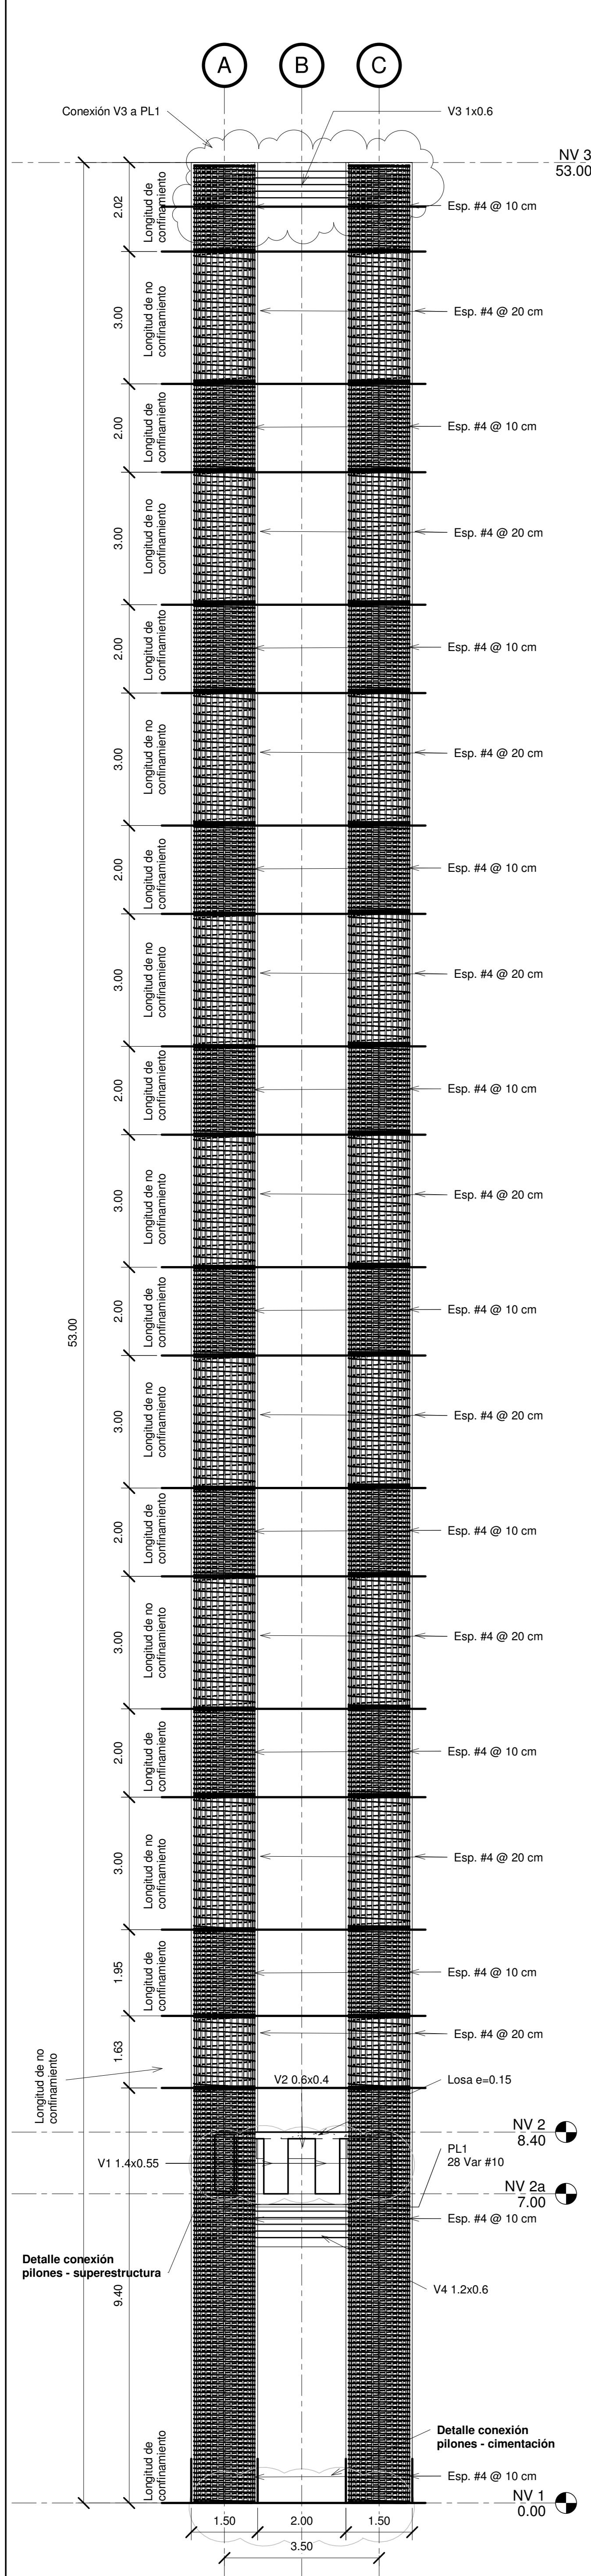 A
B
C
Conexión V3 a PL1
V3 1x0.6
NV 3
53.00
2.02
Longitud de
confinamiento
Esp. #4 @ 10 cm
3.00
Longitud de no
confinamiento
Esp. #4 @ 20 cm
2.00
Longitud de
confinamiento
Esp. #4 @ 10 cm
3.00
Longitud de no
confinamiento
Esp. #4 @ 20 cm
2.00
Longitud de
confinamiento
Esp. #4 @ 10 cm
3.00
Longitud de no
confinamiento
Esp. #4 @ 20 cm
2.00
Longitud de
confinamiento
Esp. #4 @ 10 cm
3.00
Longitud de no
confinamiento
Esp. #4 @ 20 cm
2.00
Longitud de
confinamiento
Esp. #4 @ 10 cm
3.00
Longitud de no
confinamiento
Esp. #4 @ 20 cm
53.00
2.00
Longitud de
confinamiento
Esp. #4 @ 10 cm
3.00
Longitud de no
confinamiento
Esp. #4 @ 20 cm
2.00
Longitud de
confinamiento
Esp. #4 @ 10 cm
3.00
Longitud de no
confinamiento
Esp. #4 @ 20 cm
2.00
Longitud de
confinamiento
Esp. #4 @ 10 cm
3.00
Longitud de no
confinamiento
Esp. #4 @ 20 cm
1.95
Longitud de
confinamiento
Esp. #4 @ 10 cm
1.63
Longitud de no
confinamiento
Esp. #4 @ 20 cm
V2 0.6x0.4
Losa e=0.15
NV 2
8.40
V1 1.4x0.55
PL1
28 Var #10
NV 2a
7.00
Esp. #4 @ 10 cm
Detalle conexión
pilones - superestructura
V4 1.2x0.6
9.40
Detalle conexión
pilones - cimentación
Longitud de
confinamiento
Esp. #4 @ 10 cm
NV 1
0.00
1.50
2.00
1.50
3.50